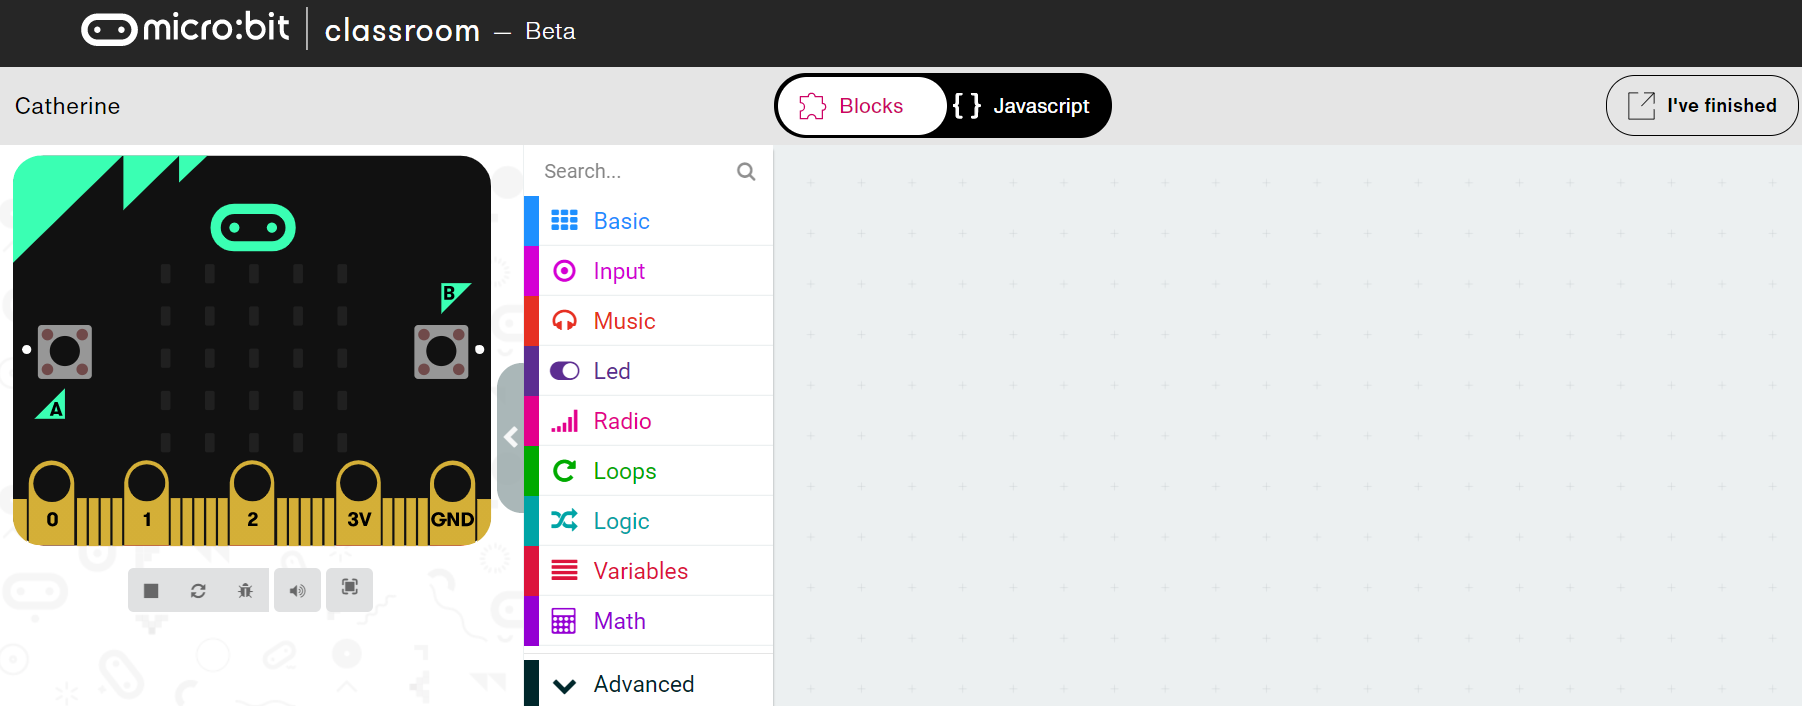 micro:bit classroom – Beta
Catherine
Blocks
{ } Javascript
I've finished
B
A
0 1 2 3V GND
Search...
Basic
Input
Music
Led
Radio
Loops
Logic
Variables
Math
Advanced